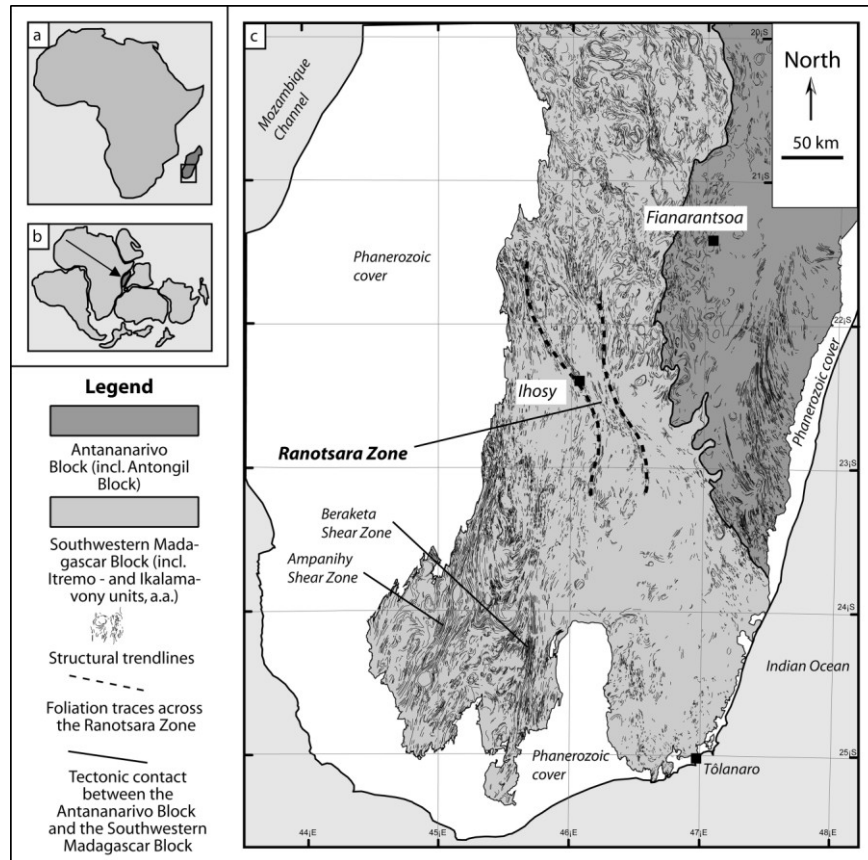 a
b
Legend
Antananarivo
Block (incl. Antongil
Block)
Southwestern Mada-
gascar Block (incl.
Itremo - and Ikalama-
vony units, a.a.)
Structural trendlines
Foliation traces across
the Ranotsara Zone
Tectonic contact
between the
Antananarivo Block
and the Southwestern
Madagascar Block
c
Mozambique
Channel
20¡S
North
50 km
21¡S
Fianarantsoa
Phanerozoic
cover
22¡S
Phanerozoic cover
Ihosy
Ranotsara Zone
23¡S
Beraketa
Shear Zone
Ampanihy
Shear Zone
24¡S
Indian Ocean
Phanerozoic
cover
25¡S
Tôlanaro
44¡E
45¡E
46¡E
47¡E
48¡E